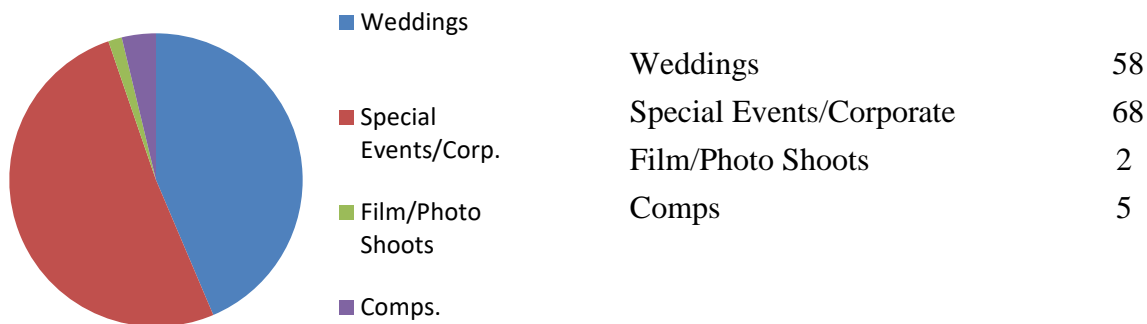 Weddings
Special
Events/Corp.
Film/Photo
Shoots
Comps.
Weddings 58
Special Events/Corporate 68
Film/Photo Shoots 2
Comps 5